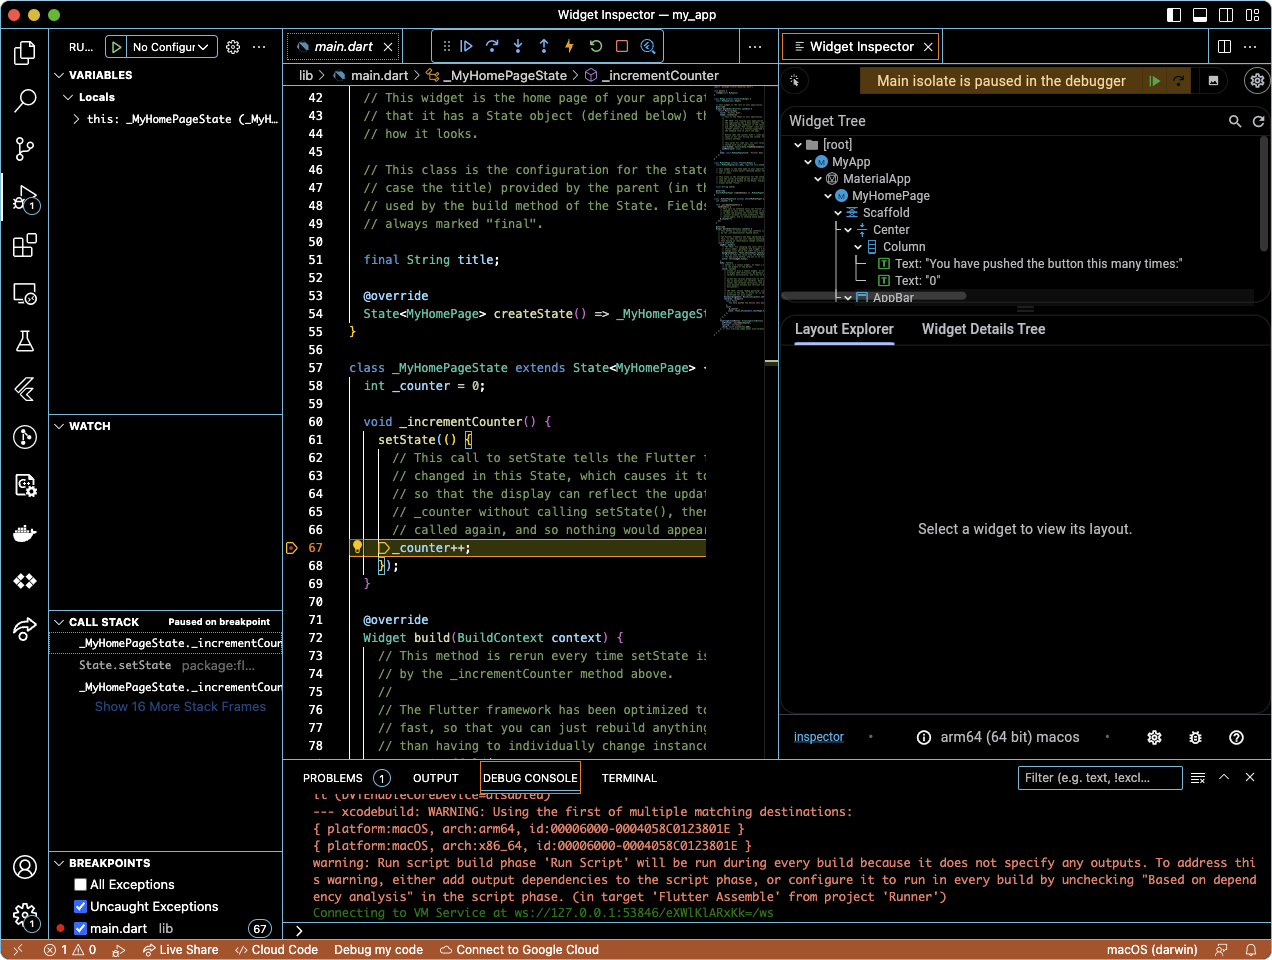 Widget Inspector — my_app
RU...
No Configur
main.dart
Widget Inspector
VARIABLES
Locals
this: _MyHomePageState (_MyH...
WATCH
CALL STACK
Paused on breakpoint
_MyHomePageState._incrementCour
State.setState package:fl...
_MyHomePageState._incrementCour
Show 16 More Stack Frames
BREAKPOINTS
All Exceptions
Uncaught Exceptions
main.dart lib 67
1
1
lib > main.dart > _MyHomePageState > _incrementCounter
42 // This widget is the home page of your applicat
43 // that it has a State object (defined below) th
44 // how it looks.
45
46 // This class is the configuration for the state
47 // case the title) provided by the parent (in th
48 // used by the build method of the State. Fields
49 // always marked "final".
50
51 final String title;
52
53 @override
54 State<MyHomePage> createState() => _MyHomePageSt
55 }
56
57 class _MyHomePageState extends State<MyHomePage> {
58 int _counter = 0;
59
60 void _incrementCounter() {
61 setState(() {
62 // This call to setState tells the Flutter f
63 // changed in this State, which causes it to
64 // so that the display can reflect the updat
65 // _counter without calling setState(), then
66 // called again, and so nothing would appear
67 _counter++;
68 });
69 }
70
71 @override
72 Widget build(BuildContext context) {
73 // This method is rerun every time setState is
74 // by the _incrementCounter method above.
75 //
76 // The Flutter framework has been optimized to
77 // fast, so that you can just rebuild anything
78 // than having to individually change instance
Main isolate is paused in the debugger
Widget Tree
[root]
MyApp
MaterialApp
MyHomePage
Scaffold
Center
Column
Text: "You have pushed the button this many times:"
Text: "0"
AppBar
Layout Explorer
Widget Details Tree
Select a widget to view its layout.
inspector • arm64 (64 bit) macos •
PROBLEMS 1 OUTPUT DEBUG CONSOLE TERMINAL
Filter (e.g. text, !excl...
lt (DVTEnableCoreDevice=disabled)
--- xcodebuild: WARNING: Using the first of multiple matching destinations:
{ platform:macOS, arch:arm64, id:00006000-0004058C0123801E }
{ platform:macOS, arch:x86_64, id:00006000-0004058C0123801E }
warning: Run script build phase 'Run Script' will be run during every build because it does not specify any outputs. To address thi
s warning, either add output dependencies to the script phase, or configure it to run in every build by unchecking "Based on depend
ency analysis" in the script phase. (in target 'Flutter Assemble' from project 'Runner')
Connecting to VM Service at ws://127.0.0.1:53846/eXWlKlARxKk=/ws
>
1 0 Live Share Cloud Code Debug my code Connect to Google Cloud macOS (darwin)